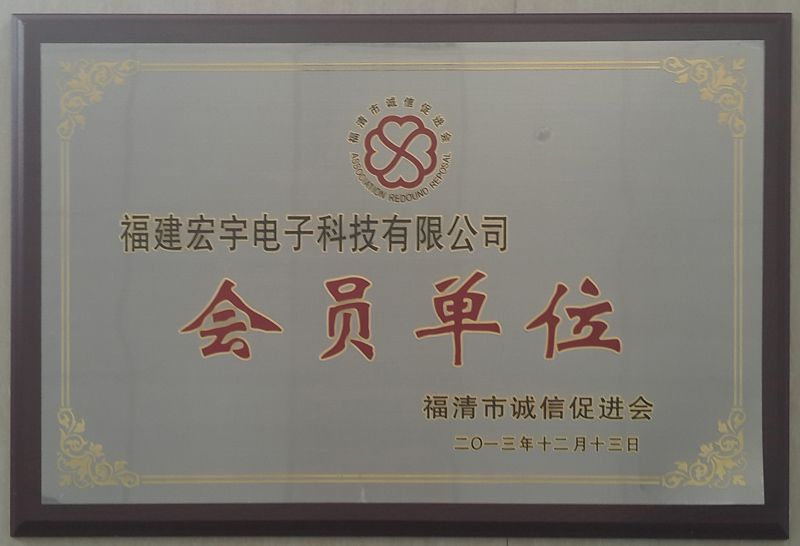 福清市诚信促进会
ASSOCIATION REDOUND REPOSAL
福建宏宇电子科技有限公司
会员单位
福清市诚信促进会
二〇一三年十二月十三日